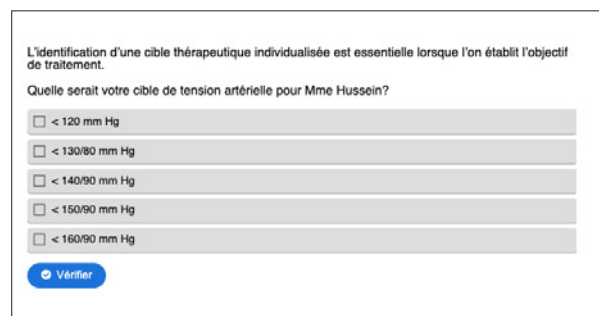 L'identification d'une cible thérapeutique individualisée est essentielle lorsque l'on établit l'objectif
de traitement.
Quelle serait votre cible de tension artérielle pour Mme Hussein?
< 120 mm Hg
< 130/80 mm Hg
< 140/90 mm Hg
< 150/90 mm Hg
< 160/90 mm Hg
Vérifier